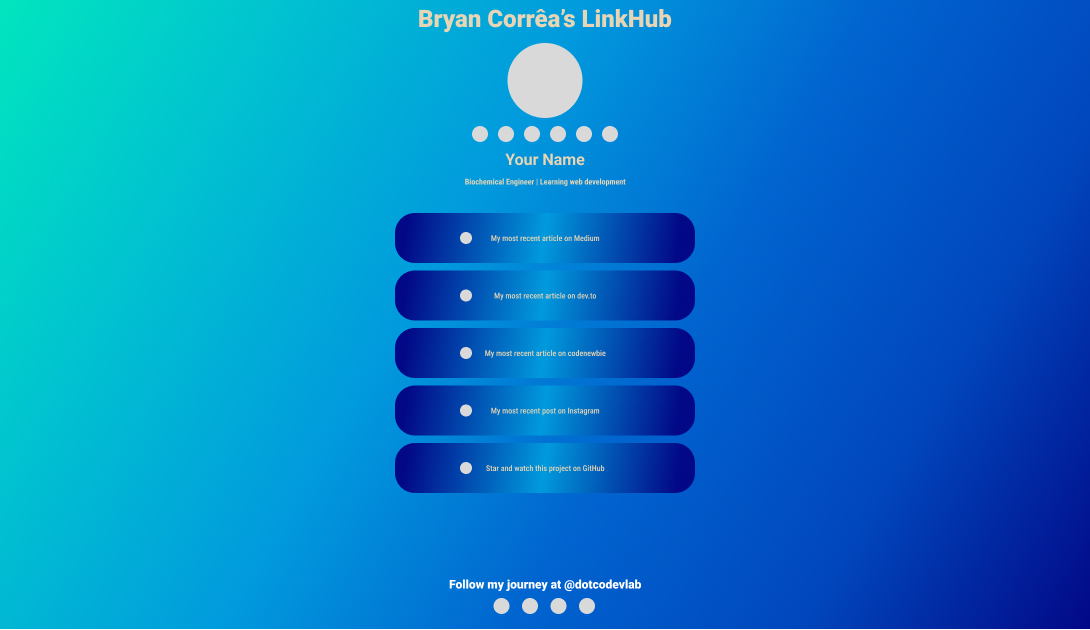 Bryan Corrêa’s LinkHub
Your Name
Biochemical Engineer | Learning web development
My most recent article on Medium
My most recent article on dev.to
My most recent article on codenewbie
My most recent post on Instagram
Star and watch this project on GitHub
Follow my journey at @dotcodevlab